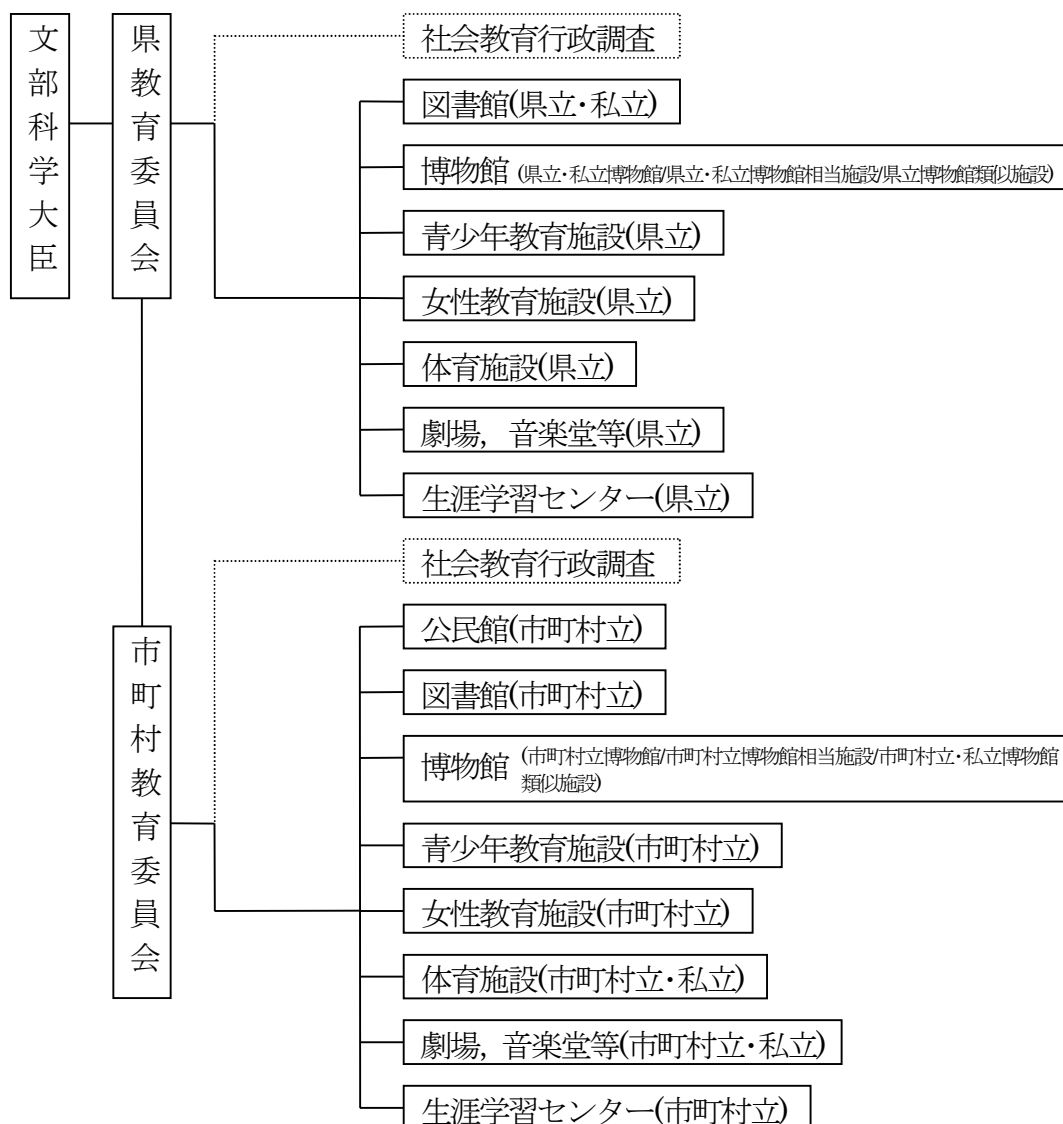 文部科学大臣
県教育委員会
社会教育行政調査
図書館(県立・私立)
博物館 (県立・私立博物館/県立・私立博物館相当施設/県立博物館類似施設)
青少年教育施設(県立)
女性教育施設(県立)
体育施設(県立)
劇場，音楽堂等(県立)
生涯学習センター(県立)
市町村教育委員会
社会教育行政調査
公民館(市町村立)
図書館(市町村立)
博物館 (市町村立博物館/市町村立博物館相当施設/市町村立・私立博物館
類似施設)
青少年教育施設(市町村立)
女性教育施設(市町村立)
体育施設(市町村立・私立)
劇場，音楽堂等(市町村立・私立)
生涯学習センター(市町村立)